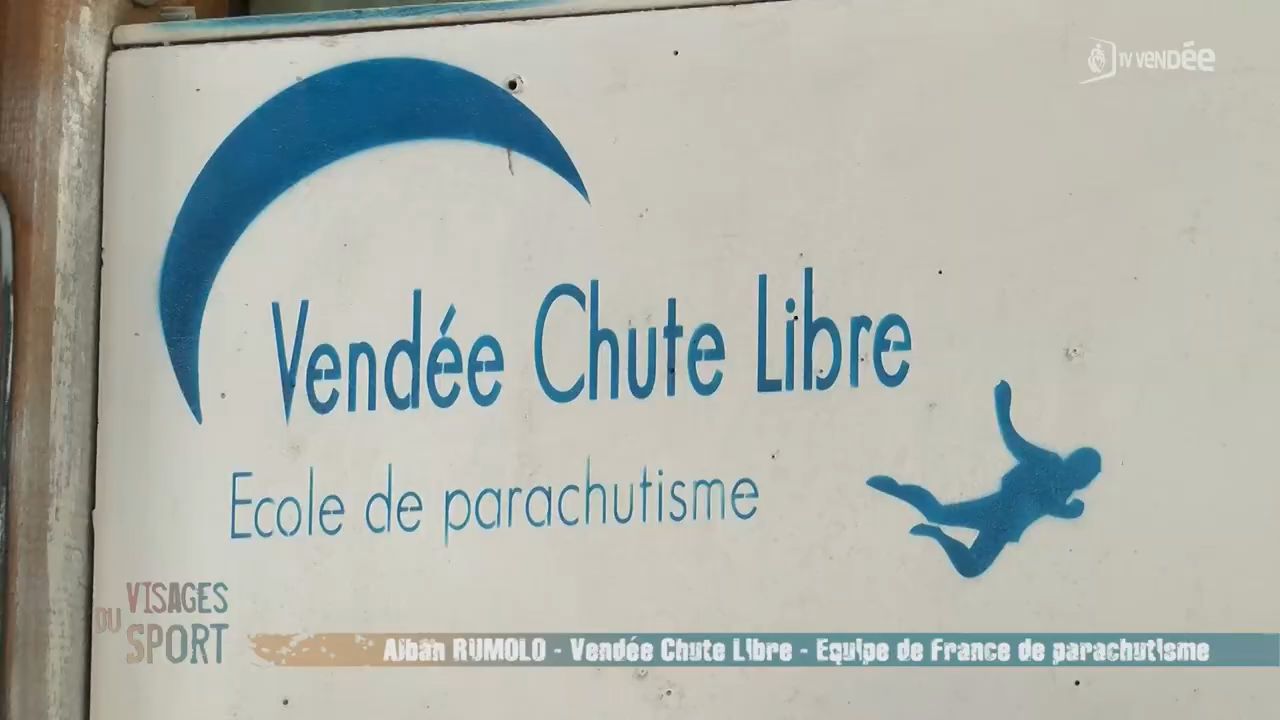 TV VENDÉE
Vendée Chute Libre
Ecole de parachutisme
VISAGES
DU
SPORT
Alban RUMOLO - Vendée Chute Libre - Equipe de France de parachutisme